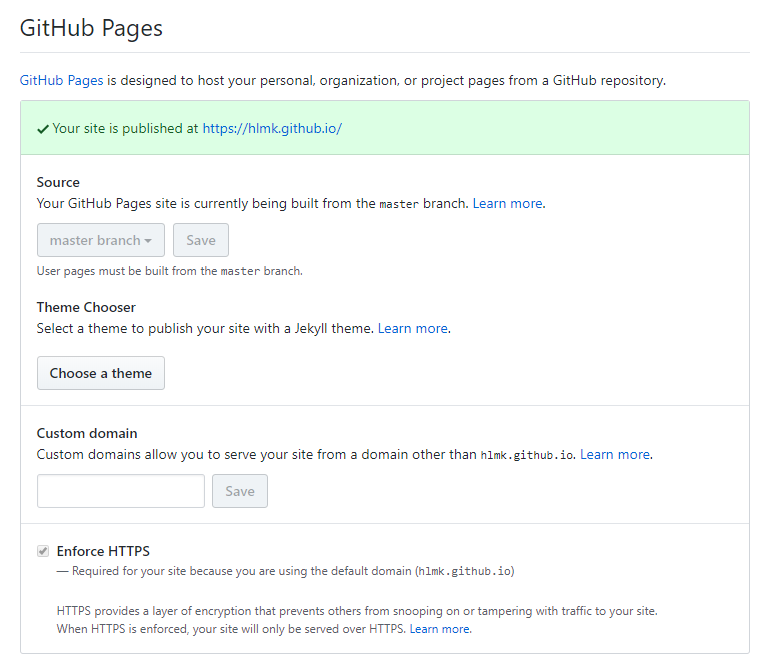 GitHub Pages
GitHub Pages is designed to host your personal, organization, or project pages from a GitHub repository.
Your site is published at https://hlmk.github.io/
Source
Your GitHub Pages site is currently being built from the master branch. Learn more.
master branch Save
User pages must be built from the master branch.
Theme Chooser
Select a theme to publish your site with a Jekyll theme. Learn more.
Choose a theme
Custom domain
Custom domains allow you to serve your site from a domain other than hlmk.github.io. Learn more.
Save
Enforce HTTPS
— Required for your site because you are using the default domain (hlmk.github.io)
HTTPS provides a layer of encryption that prevents others from snooping on or tampering with traffic to your site.
When HTTPS is enforced, your site will only be served over HTTPS. Learn more.